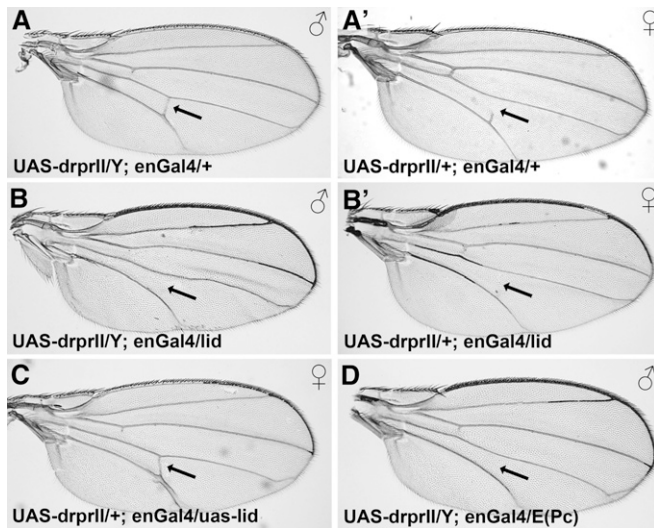 A ♂
UAS-drprII/Y; enGal4/+
A’ ♀
UAS-drprII/+; enGal4/+
B ♂
UAS-drprII/Y; enGal4/lid
B’ ♀
UAS-drprII/+; enGal4/lid
C ♀
UAS-drprII/+; enGal4/uas-lid
D ♂
UAS-drprII/Y; enGal4/E(Pc)